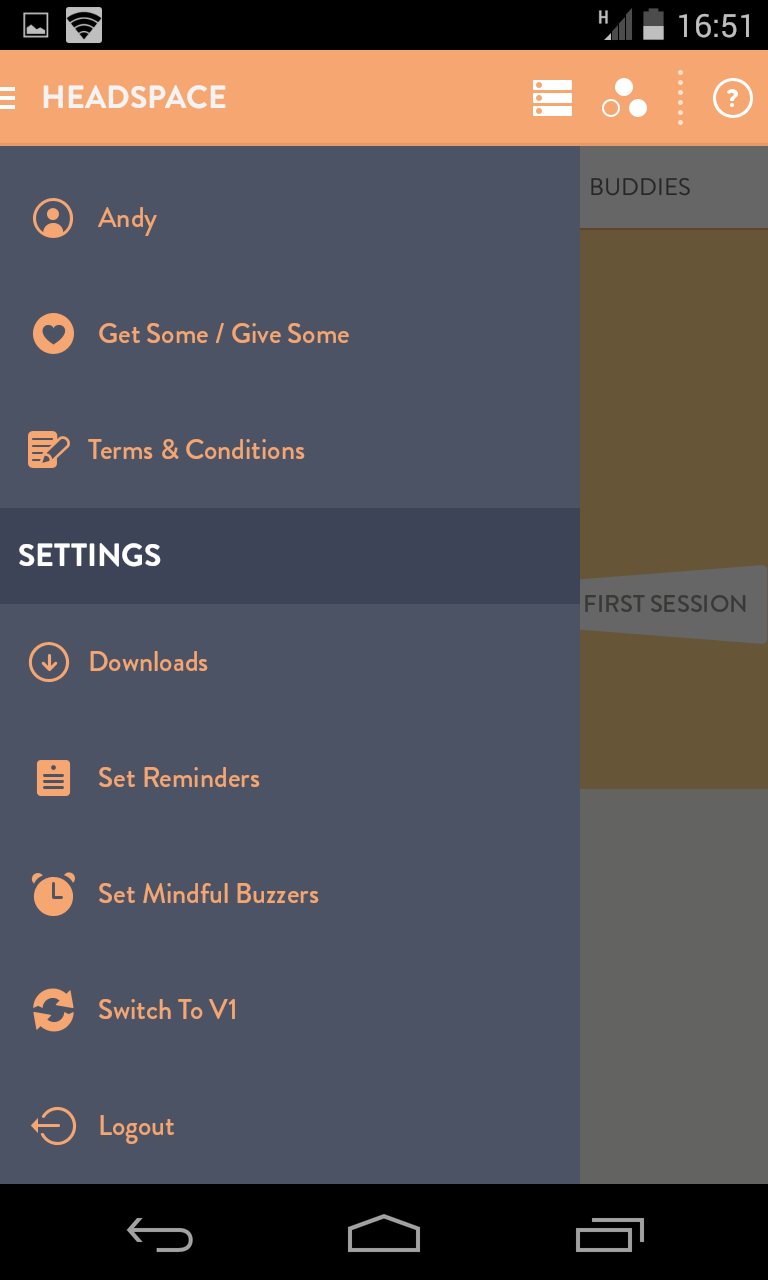 H 16:51
HEADSPACE ?
BUDDIES
Andy
Get Some / Give Some
Terms & Conditions
SETTINGS
FIRST SESSION
Downloads
Set Reminders
Set Mindful Buzzers
Switch To V1
Logout